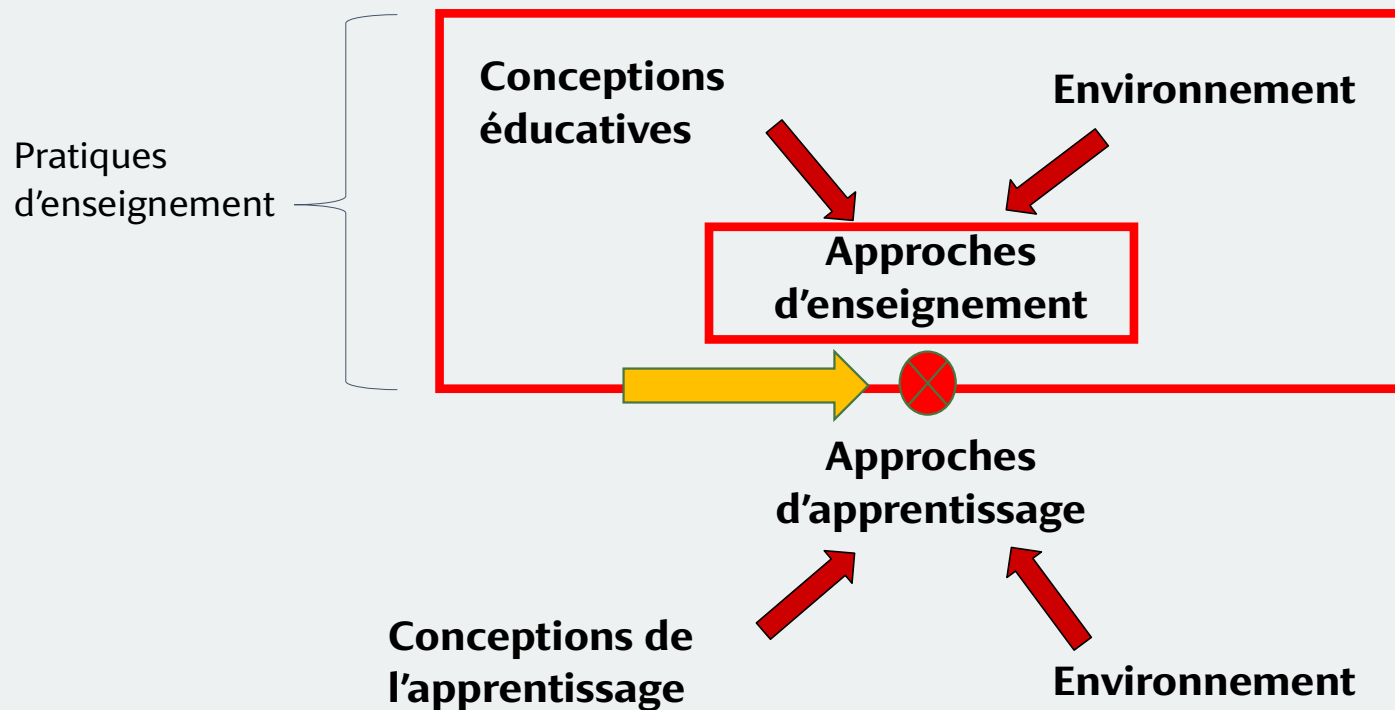 Conceptions
éducatives
Environnement
Pratiques
d’enseignement
Approches
d’enseignement
Approches
d’apprentissage
Conceptions de
l’apprentissage
Environnement